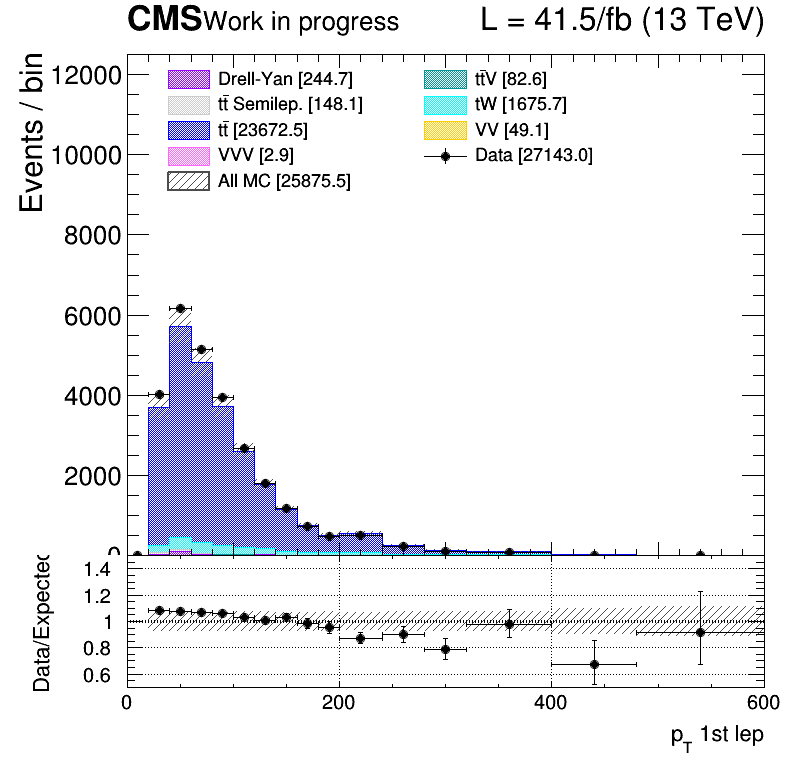 CMS Work in progress L = 41.5/fb (13 TeV)
Events / bin
12000
10000
8000
6000
4000
2000
0
Drell-Yan [244.7]
tt̄ Semilep. [148.1]
tt̄ [23672.5]
VVV [2.9]
All MC [25875.5]
tt̄V [82.6]
tW [1675.7]
VV [49.1]
Data [27143.0]
Data/Expected
1.4
1.2
1
0.8
0.6
0 200 400 600
p_T 1st lep